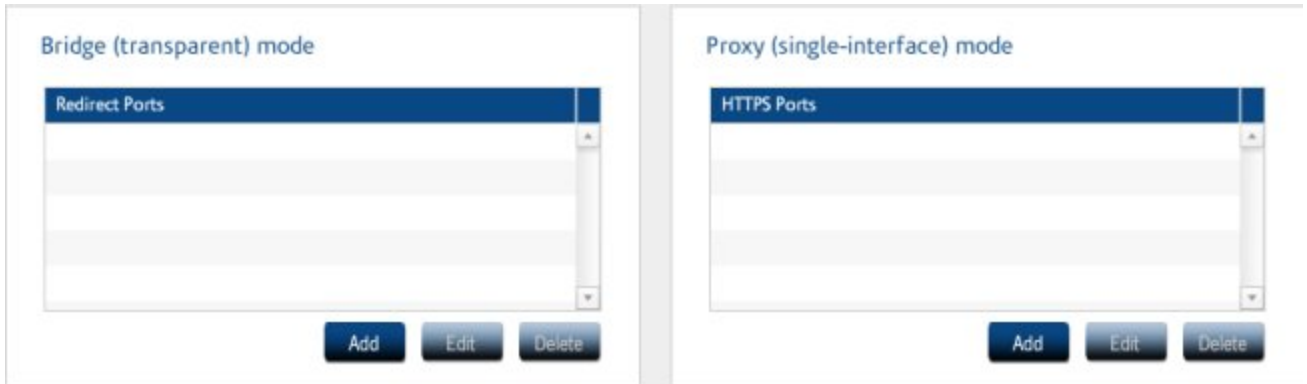 Bridge (transparent) mode
Redirect Ports
Add Edit Delete
Proxy (single-interface) mode
HTTPS Ports
Add Edit Delete